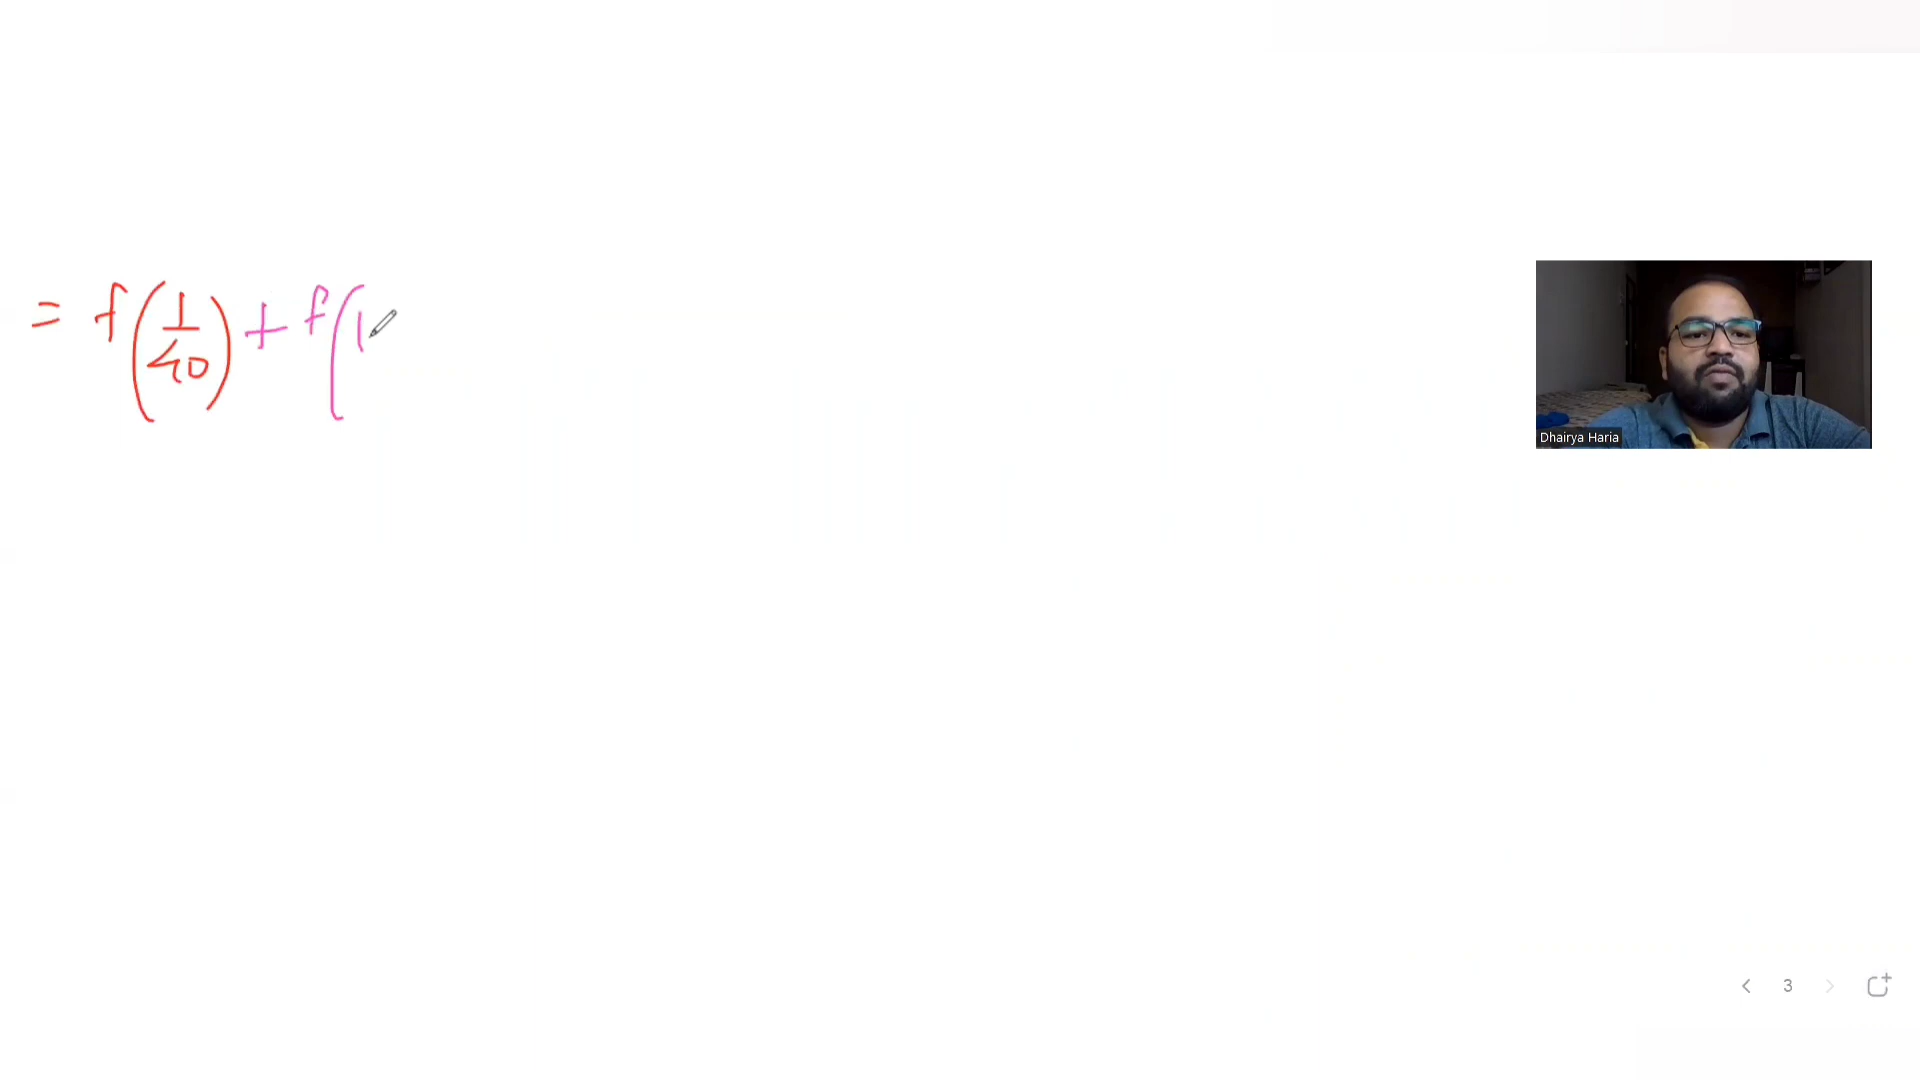 = f(1/40) + f(1
Dhairya Haria
3